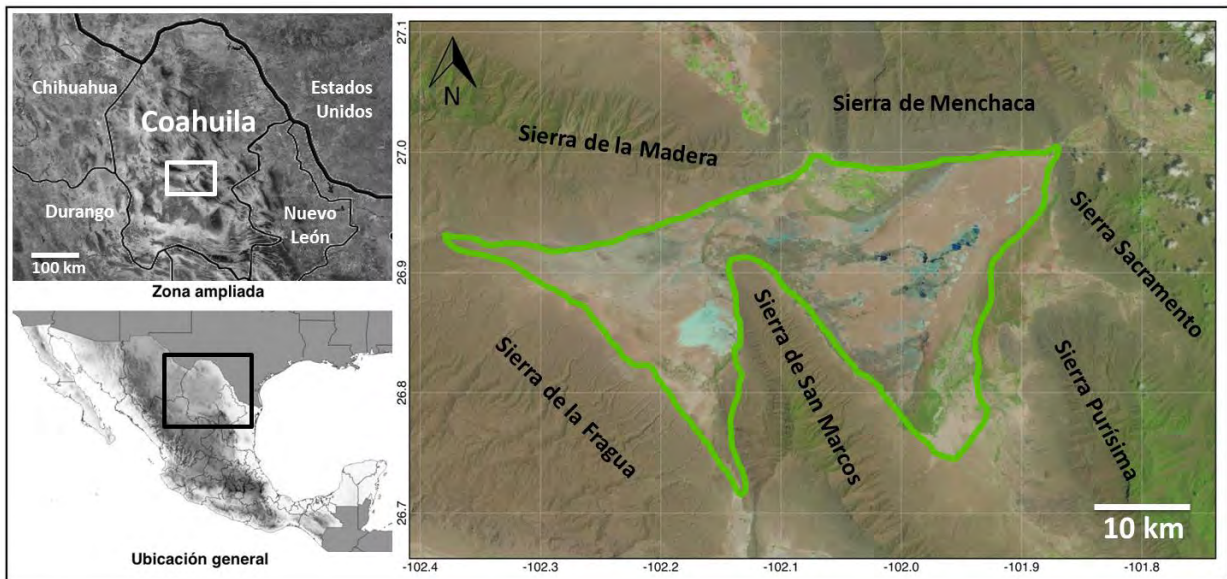 Chihuahua
Estados
Unidos
Coahuila
Durango
Nuevo
León
100 km
Zona ampliada
Ubicación general
N
Sierra de Menchaca
Sierra de la Madera
Sierra Sacramento
Sierra de San Marcos
Sierra de la Fragua
Sierra Purísima
10 km
27.1
27.0
26.9
26.8
26.7
-102.4
-102.3
-102.2
-102.1
-102.0
-101.9
-101.8